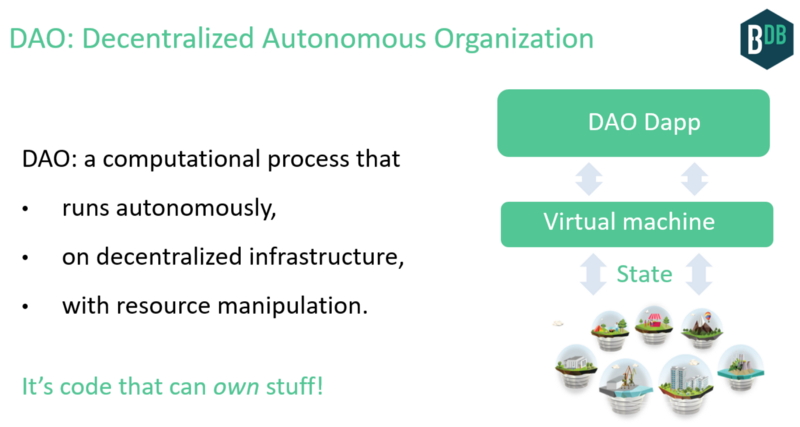 DAO: Decentralized Autonomous Organization
BDB
DAO Dapp
DAO: a computational process that
• runs autonomously,
Virtual machine
• on decentralized infrastructure,
State
• with resource manipulation.
It's code that can own stuff!